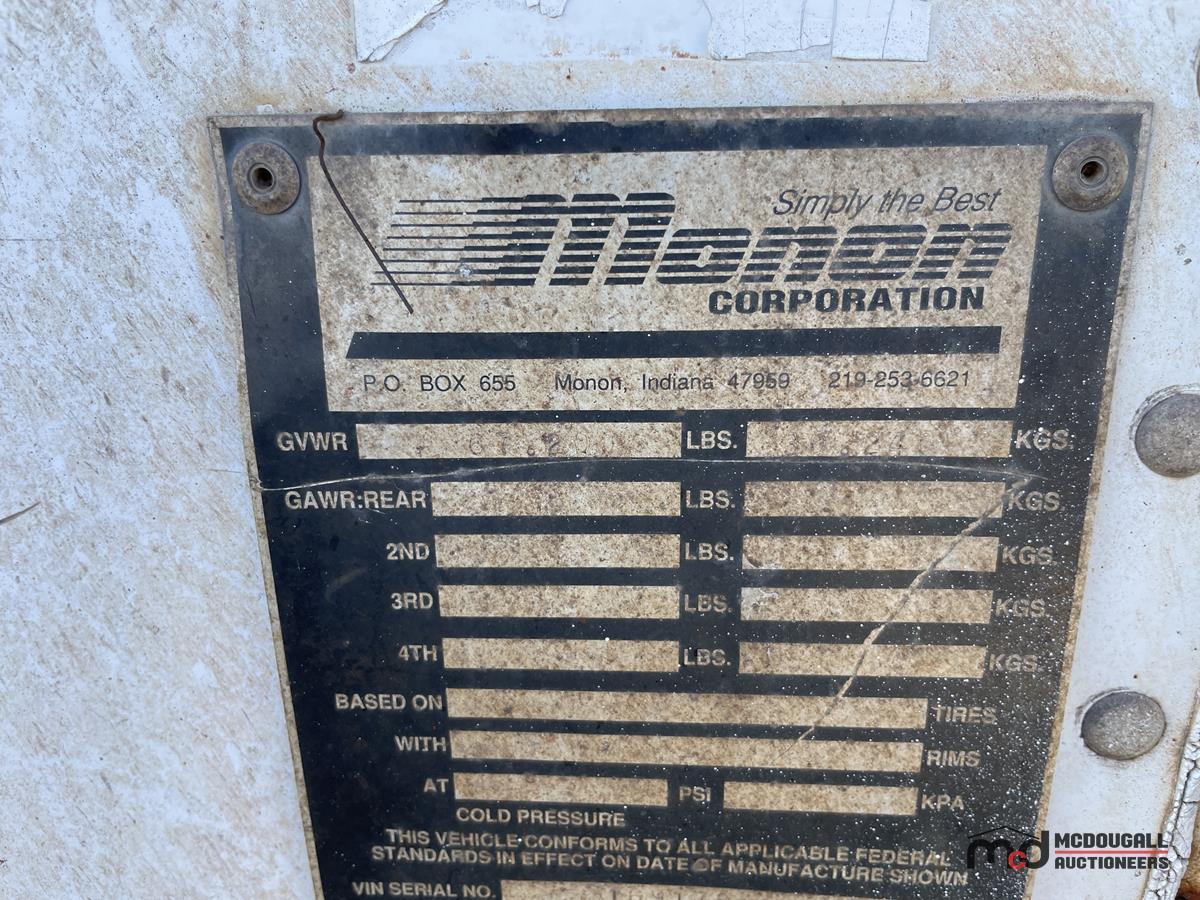 Simply the Best
Monon
CORPORATION
P.O. BOX 655 Monon, Indiana 47959 219-253-6621
GVWR LBS. KGS.
GAWR:REAR LBS. KGS.
2ND LBS. KGS.
3RD LBS. KGS.
4TH LBS. KGS.
BASED ON TIRES
WITH RIMS
AT PSI KPA
COLD PRESSURE
THIS VEHICLE CONFORMS TO ALL APPLICABLE FEDERAL
STANDARDS IN EFFECT ON DATE OF MANUFACTURE SHOWN
VIN SERIAL NO.
mcd MCDOUGALL
AUCTIONEERS